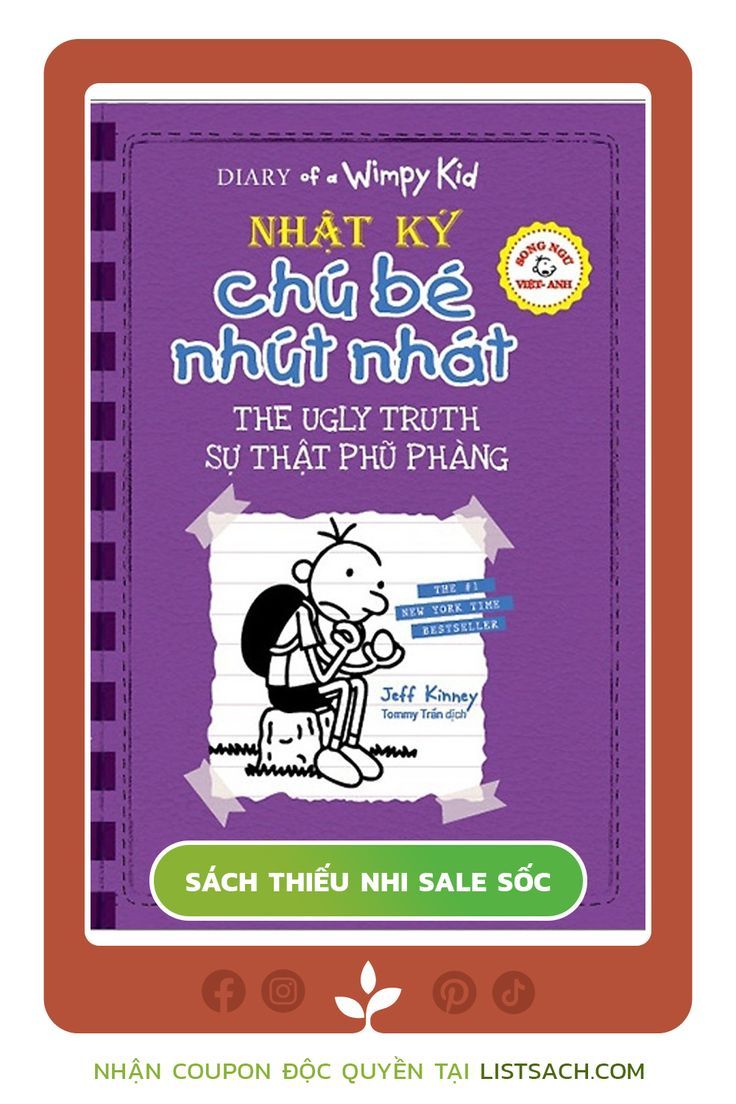 DIARY of a Wimpy Kid
NHẬT KÝ
chú bé
nhút nhát
SONG NGỮ
VIỆT- ANH
THE UGLY TRUTH
SỰ THẬT PHŨ PHÀNG
THE #1
NEW YORK TIME
BESTSELLER
Jeff Kinney
Tommy Trần dịch
SÁCH THIẾU NHI SALE SỐC
NHẬN COUPON ĐỘC QUYỀN TẠI LISTSACH.COM